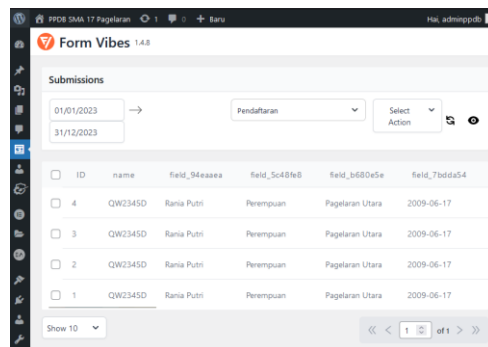 PPDB SMA 17 Pagelaran 1 0 + Baru Hai, adminppdb
Form Vibes 1.4.8
Submissions
01/01/2023 → Pendaftaran Select Action
31/12/2023
ID name field_94eaaea field_5c48fe8 field_b680e5e field_7bdda54
4 QW2345D Rania Putri Perempuan Pagelaran Utara 2009-06-17
3 QW2345D Rania Putri Perempuan Pagelaran Utara 2009-06-17
2 QW2345D Rania Putri Perempuan Pagelaran Utara 2009-06-17
1 QW2345D Rania Putri Perempuan Pagelaran Utara 2009-06-17
Show 10 « < 1 of 1 > »